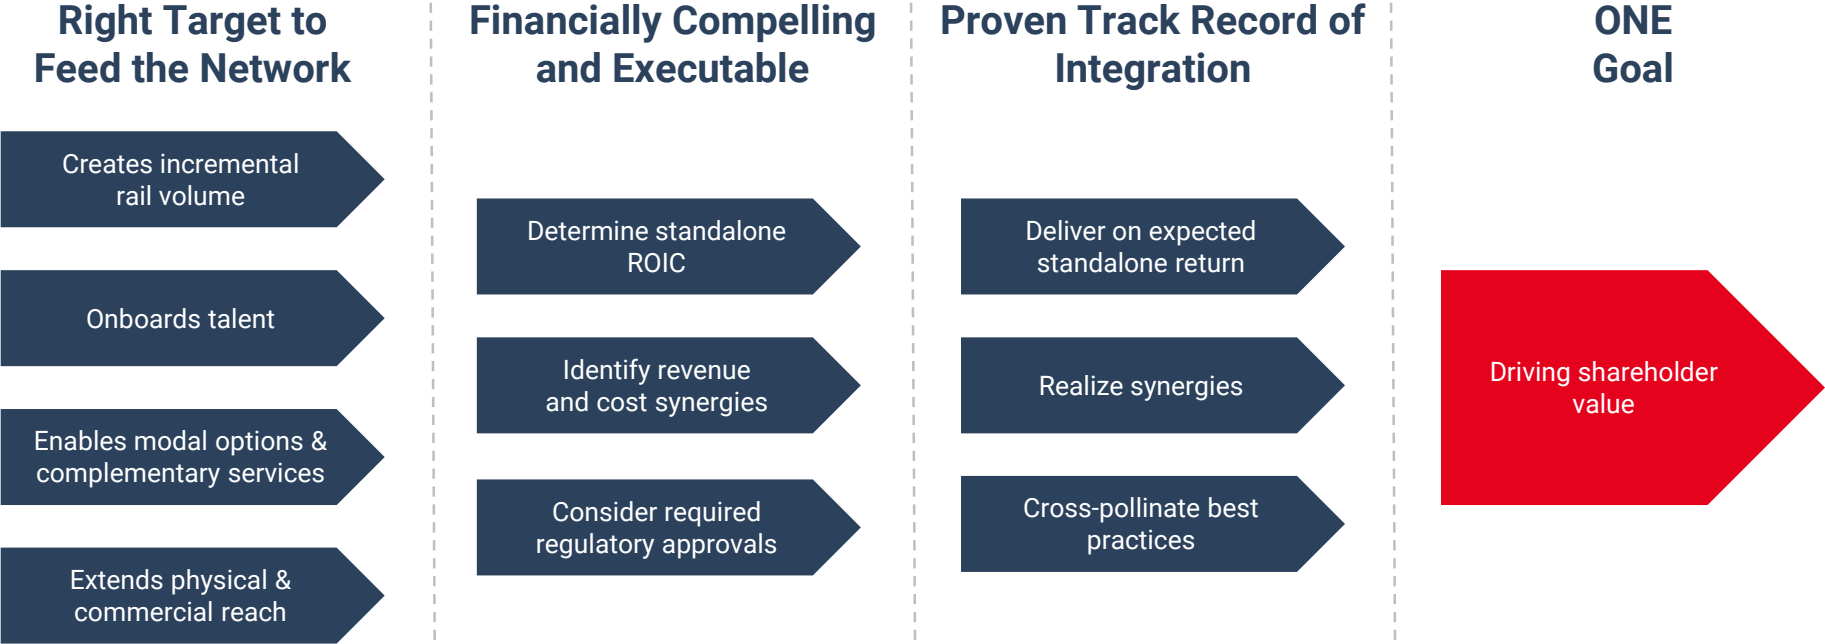 Right Target to
Feed the Network
Creates incremental
rail volume
Onboards talent
Enables modal options &
complementary services
Extends physical &
commercial reach
Financially Compelling
and Executable
Determine standalone
ROIC
Identify revenue
and cost synergies
Consider required
regulatory approvals
Proven Track Record of
Integration
Deliver on expected
standalone return
Realize synergies
Cross-pollinate best
practices
ONE
Goal
Driving shareholder
value